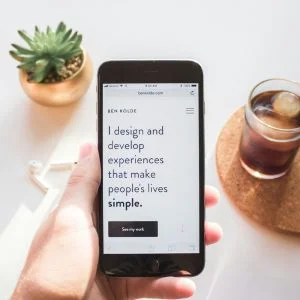 benkolde.com
BEN KOLDE
I design and
develop
experiences
that make
people's lives
simple.
See my work